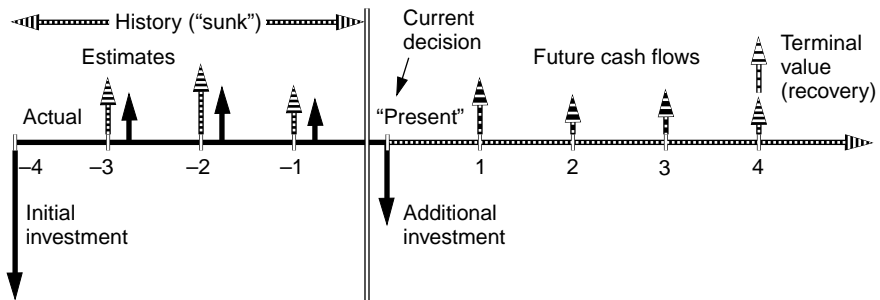 History (“sunk”)
Current
decision
Estimates
Future cash flows
Terminal
value
(recovery)
Actual
“Present”
–4
–3
–2
–1
1
2
3
4
Initial
investment
Additional
investment